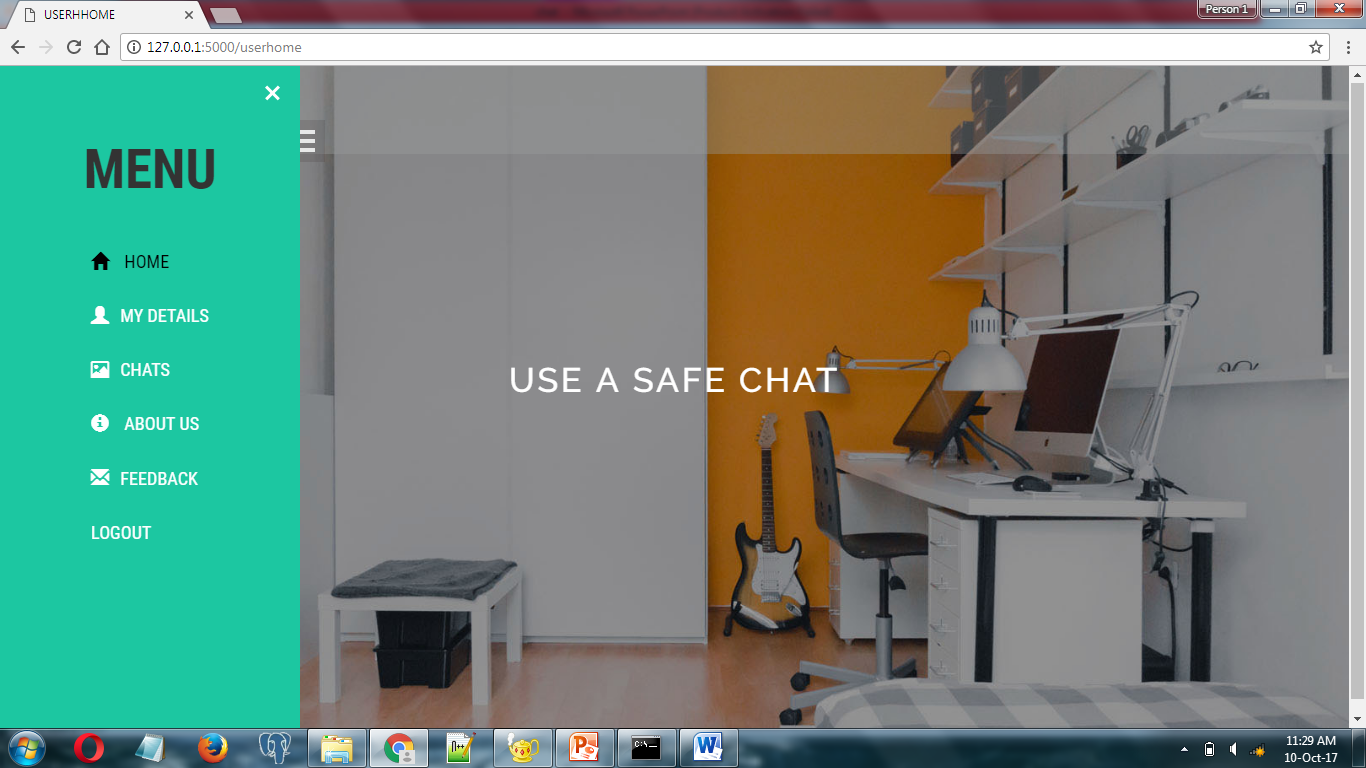 USERHHOME
Person 1
127.0.0.1:5000/userhome
MENU
HOME
MY DETAILS
CHATS
ABOUT US
FEEDBACK
LOGOUT
USE A SAFE CHAT
11:29 AM
10-Oct-17